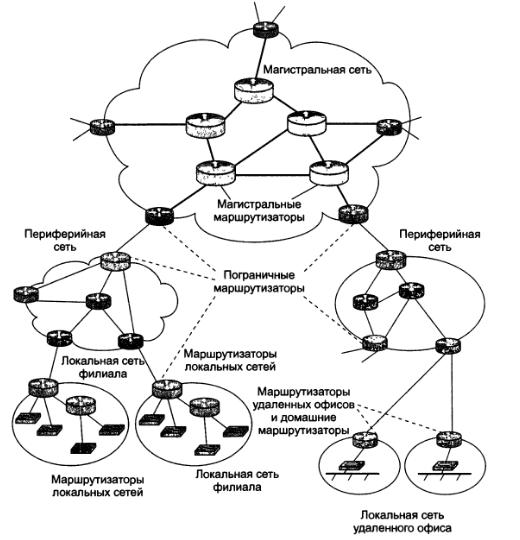 Магистральная сеть
Магистральные
маршрутизаторы
Периферийная
сеть
Периферийная
сеть
Пограничные
маршрутизаторы
Локальная сеть
филиала
Маршрутизаторы
локальных сетей
Маршрутизаторы
удаленных офисов
и домашние
маршрутизаторы
Маршрутизаторы
локальных сетей
Локальная сеть
филиала
Локальная сеть
удаленного офиса